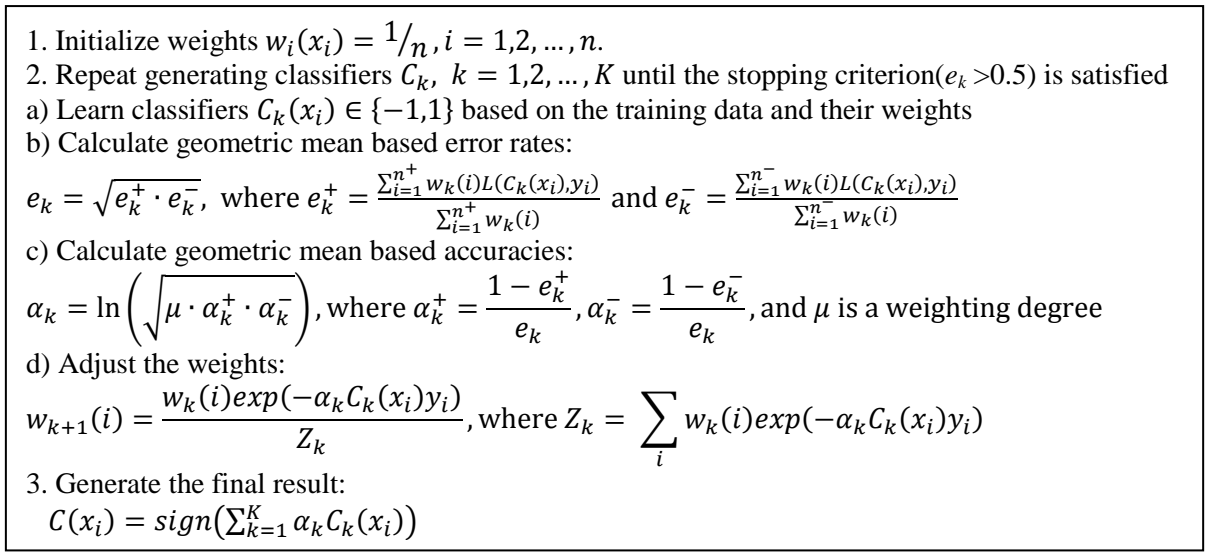 1. Initialize weights w_i(x_i) = 1/n, i = 1,2, … , n.
2. Repeat generating classifiers C_k, k = 1,2, … , K until the stopping criterion(e_k >0.5) is satisfied
a) Learn classifiers C_k(x_i) ∈ {−1,1} based on the training data and their weights
b) Calculate geometric mean based error rates:
e_k = √(e_k^+ · e_k^−), where e_k^+ = (∑_{i=1}^{n^+} w_k(i)L(C_k(x_i),y_i)) / (∑_{i=1}^{n^+} w_k(i)) and e_k^− = (∑_{i=1}^{n^−} w_k(i)L(C_k(x_i),y_i)) / (∑_{i=1}^{n^−} w_k(i))
c) Calculate geometric mean based accuracies:
α_k = ln(√(μ · α_k^+ · α_k^−)), where α_k^+ = (1 − e_k^+) / e_k, α_k^− = (1 − e_k^−) / e_k, and μ is a weighting degree
d) Adjust the weights:
w_{k+1}(i) = (w_k(i)exp(−α_k C_k(x_i)y_i)) / Z_k, where Z_k = ∑_i w_k(i)exp(−α_k C_k(x_i)y_i)
3. Generate the final result:
C(x_i) = sign(∑_{k=1}^{K} α_k C_k(x_i))